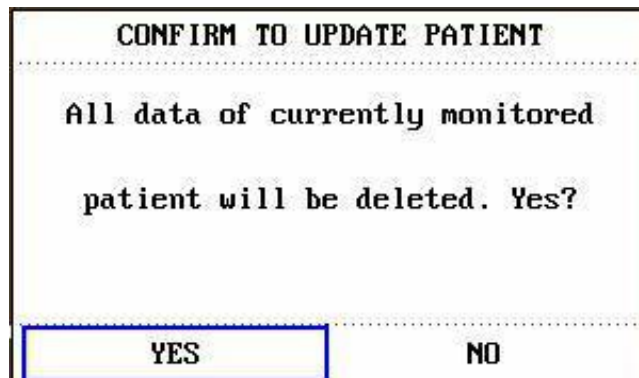 CONFIRM TO UPDATE PATIENT
All data of currently monitored
patient will be deleted. Yes?
YES NO